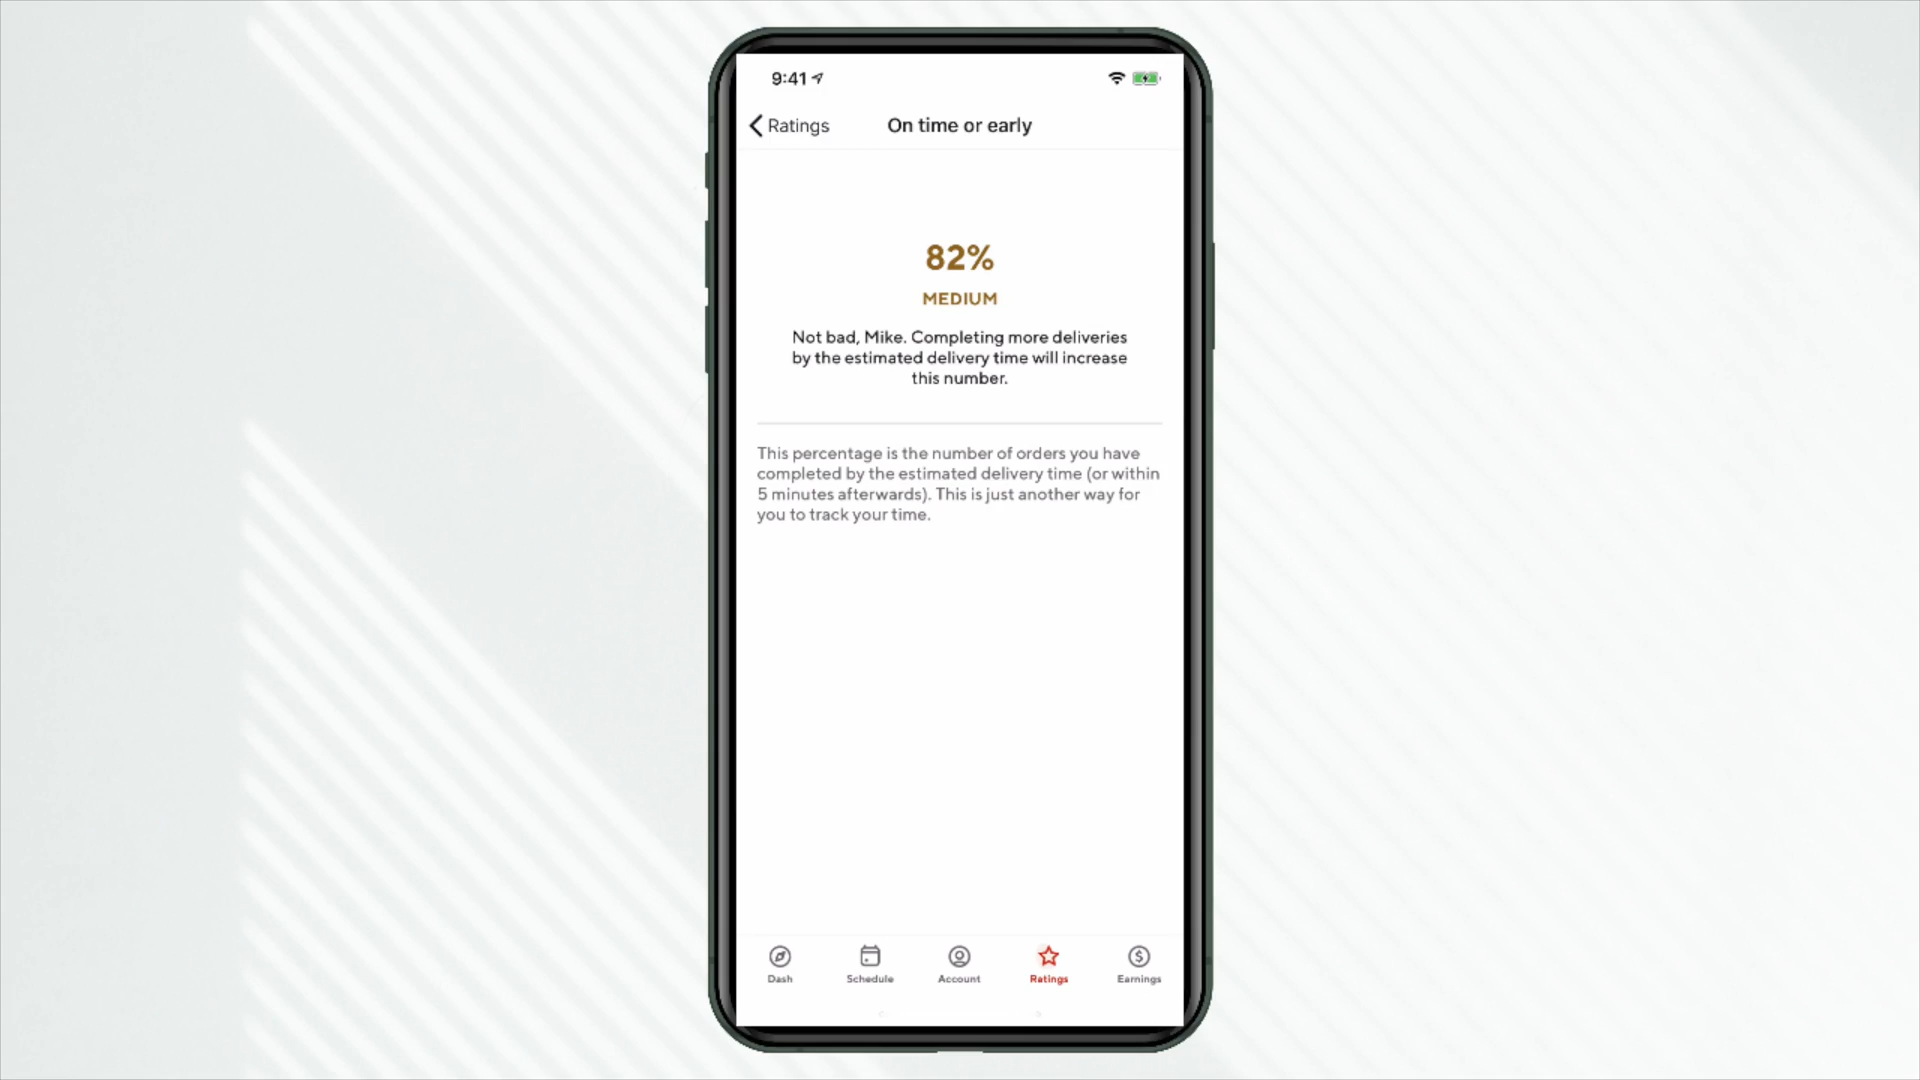 9:41
Ratings
On time or early
82%
MEDIUM
Not bad, Mike. Completing more deliveries
by the estimated delivery time will increase
this number.
This percentage is the number of orders you have
completed by the estimated delivery time (or within
5 minutes afterwards). This is just another way for
you to track your time.
Dash
Schedule
Account
Ratings
Earnings